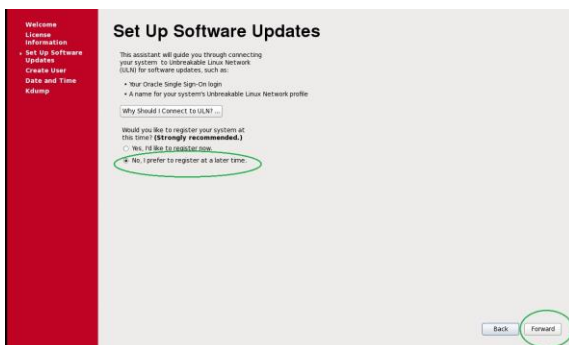 Welcome
License
Information
Set Up Software
Updates
Create User
Date and Time
Kdump
Set Up Software Updates
This assistant will guide you through connecting
your system to Unbreakable Linux Network
(ULN) for software updates, such as:
• Your Oracle Single Sign-On login
• A name for your system's Unbreakable Linux Network profile
Why Should I Connect to ULN? ...
Would you like to register your system at
this time? (Strongly recommended.)
Yes, I'd like to register now.
No, I prefer to register at a later time.
Back
Forward